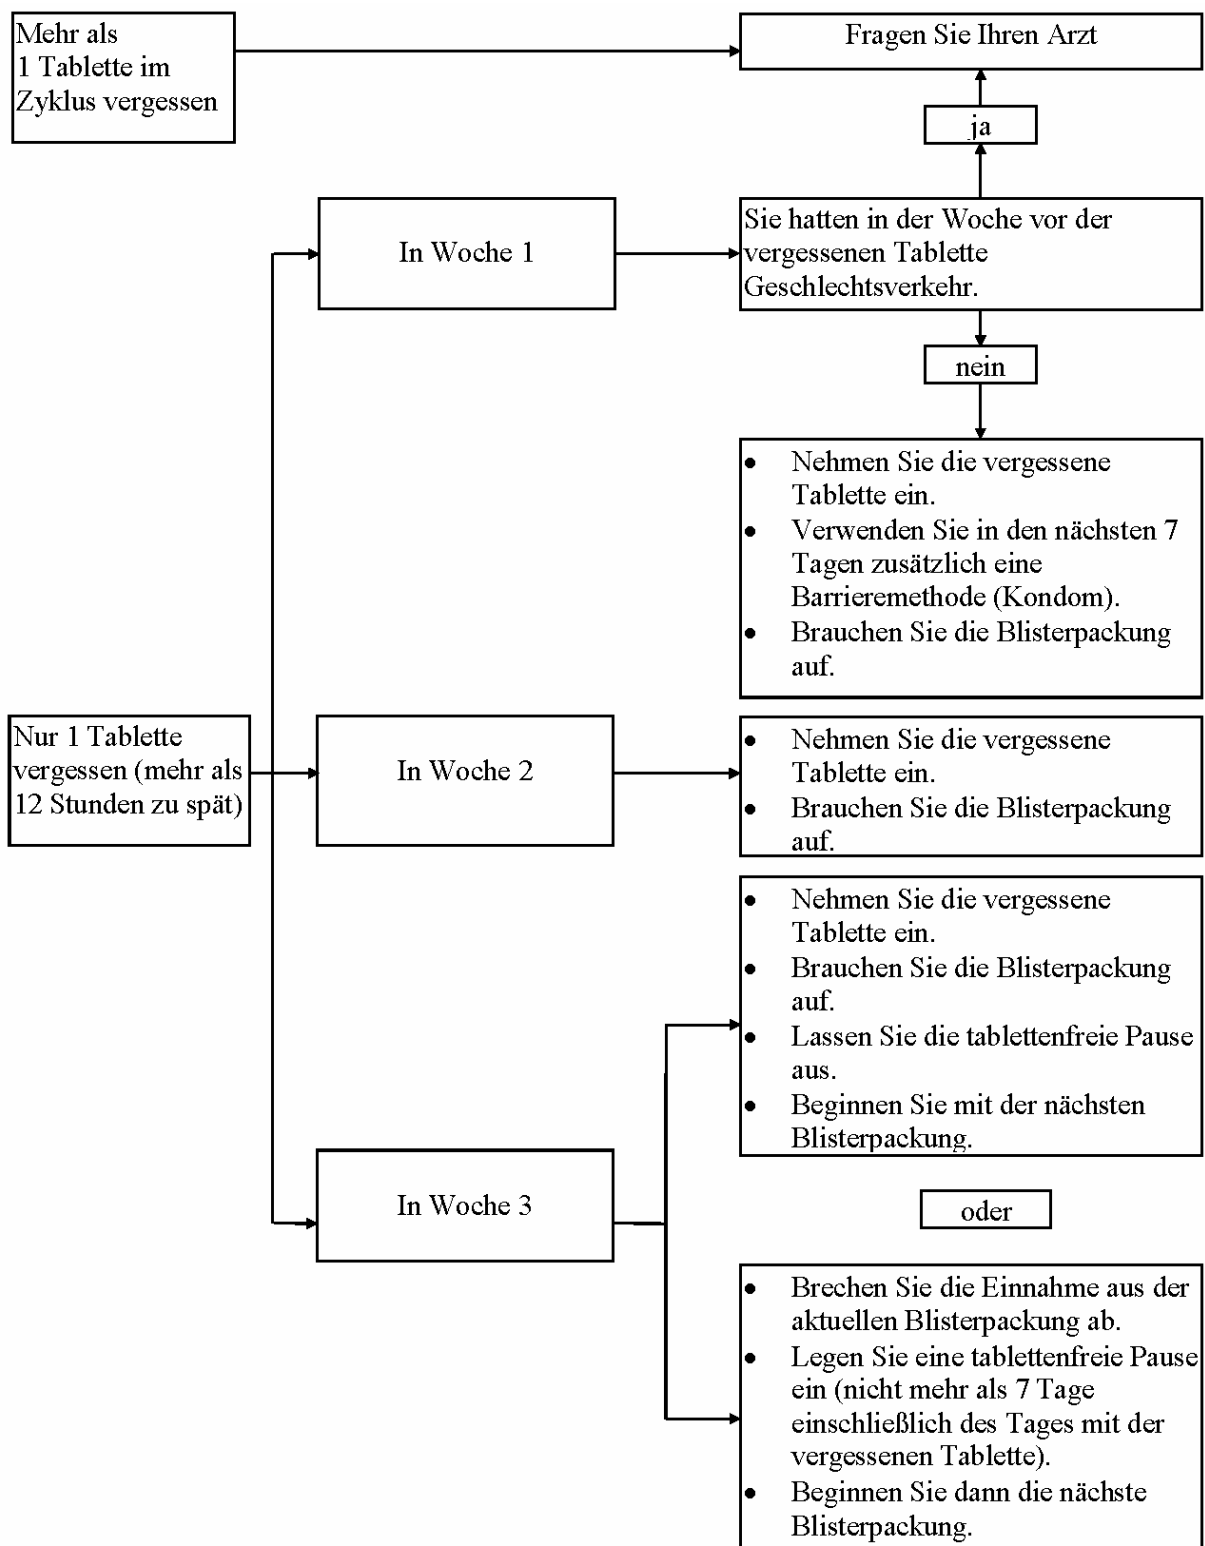 Mehr als
1 Tablette im
Zyklus vergessen
Fragen Sie Ihren Arzt
ja
In Woche 1
Sie hatten in der Woche vor der
vergessenen Tablette
Geschlechtsverkehr.
nein
• Nehmen Sie die vergessene
Tablette ein.
• Verwenden Sie in den nächsten 7
Tagen zusätzlich eine
Barrieremethode (Kondom).
• Brauchen Sie die Blisterpackung
auf.
Nur 1 Tablette
vergessen (mehr als
12 Stunden zu spät)
In Woche 2
• Nehmen Sie die vergessene
Tablette ein.
• Brauchen Sie die Blisterpackung
auf.
• Nehmen Sie die vergessene
Tablette ein.
• Brauchen Sie die Blisterpackung
auf.
• Lassen Sie die tablettenfreie Pause
aus.
• Beginnen Sie mit der nächsten
Blisterpackung.
In Woche 3
oder
• Brechen Sie die Einnahme aus der
aktuellen Blisterpackung ab.
• Legen Sie eine tablettenfreie Pause
ein (nicht mehr als 7 Tage
einschließlich des Tages mit der
vergessenen Tablette).
• Beginnen Sie dann die nächste
Blisterpackung.